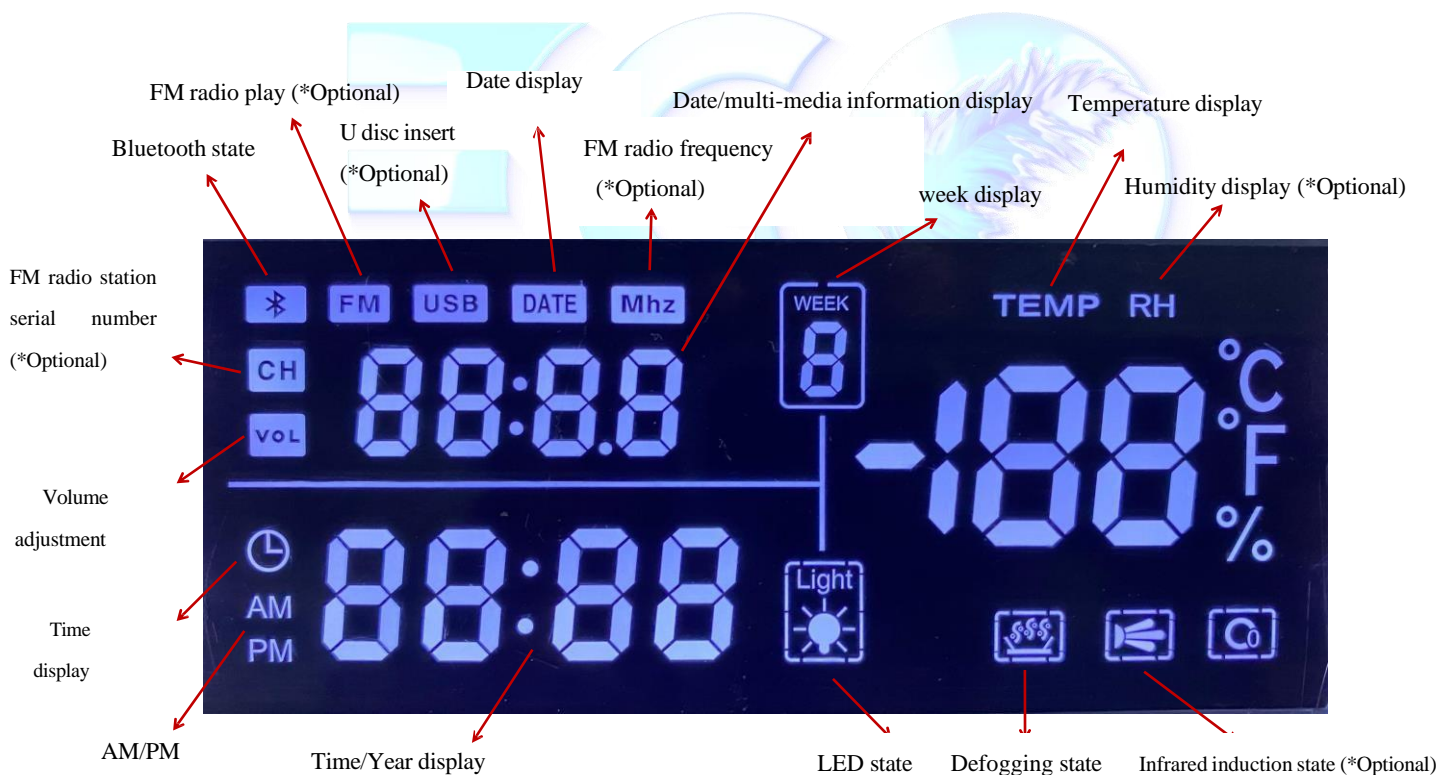 Date display
FM radio play (*Optional)
Date/multi-media information display
Temperature display
U disc insert
(*Optional)
Bluetooth state
FM radio frequency
(*Optional)
week display
Humidity display (*Optional)
FM radio station
serial number
(*Optional)
FM
USB
DATE
Mhz
WEEK
8
TEMP
RH
CH
88:8.8
VOL
-188
°C
°F
%
Volume
adjustment
Time
display
AM
PM
88:88
Light
AM/PM
Time/Year display
LED state
Defogging state
Infrared induction state (*Optional)